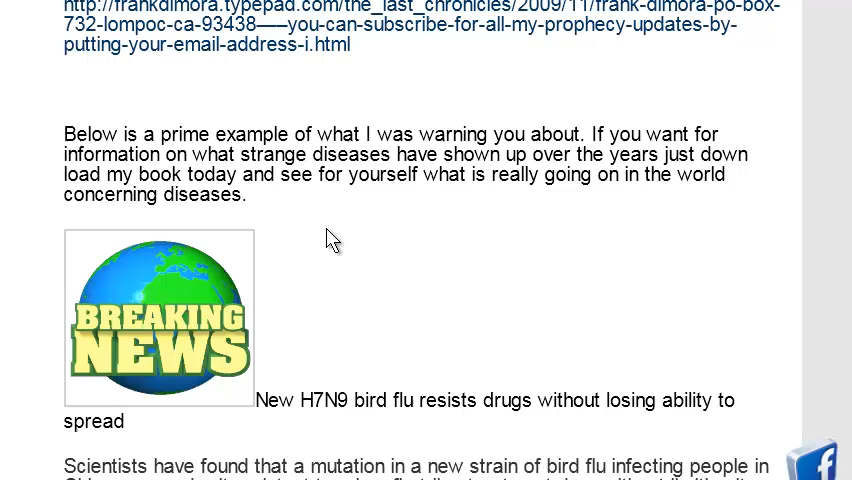 http://frankdimora.typepad.com/the_last_chronicles/2009/11/frank-dimora-po-box-
732-lompoc-ca-93438-----you-can-subscribe-for-all-my-prophecy-updates-by-
putting-your-email-address-i.html
Below is a prime example of what I was warning you about. If you want for
information on what strange diseases have shown up over the years just down
load my book today and see for yourself what is really going on in the world
concerning diseases.
BREAKING
NEWS
New H7N9 bird flu resists drugs without losing ability to
spread
Scientists have found that a mutation in a new strain of bird flu infecting people in